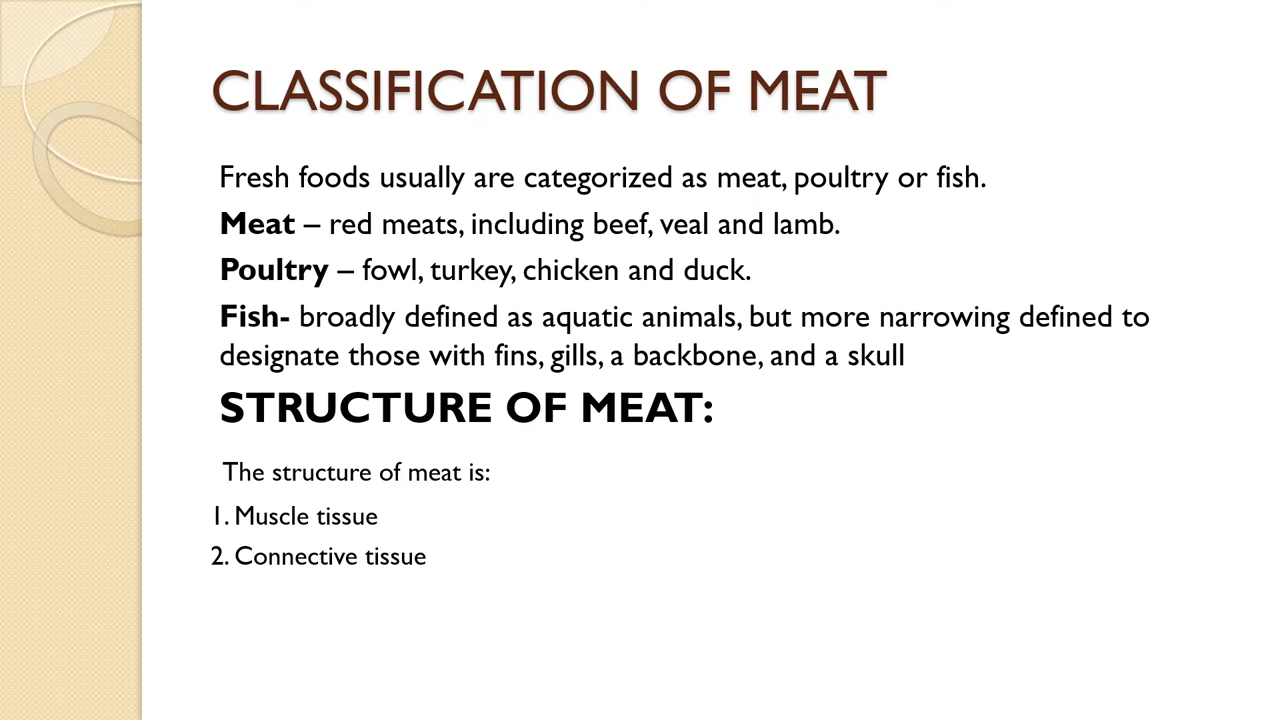 CLASSIFICATION OF MEAT
Fresh foods usually are categorized as meat, poultry or fish.
Meat – red meats, including beef, veal and lamb.
Poultry – fowl, turkey, chicken and duck.
Fish- broadly defined as aquatic animals, but more narrowing defined to
designate those with fins, gills, a backbone, and a skull
STRUCTURE OF MEAT:
The structure of meat is:
1. Muscle tissue
2. Connective tissue